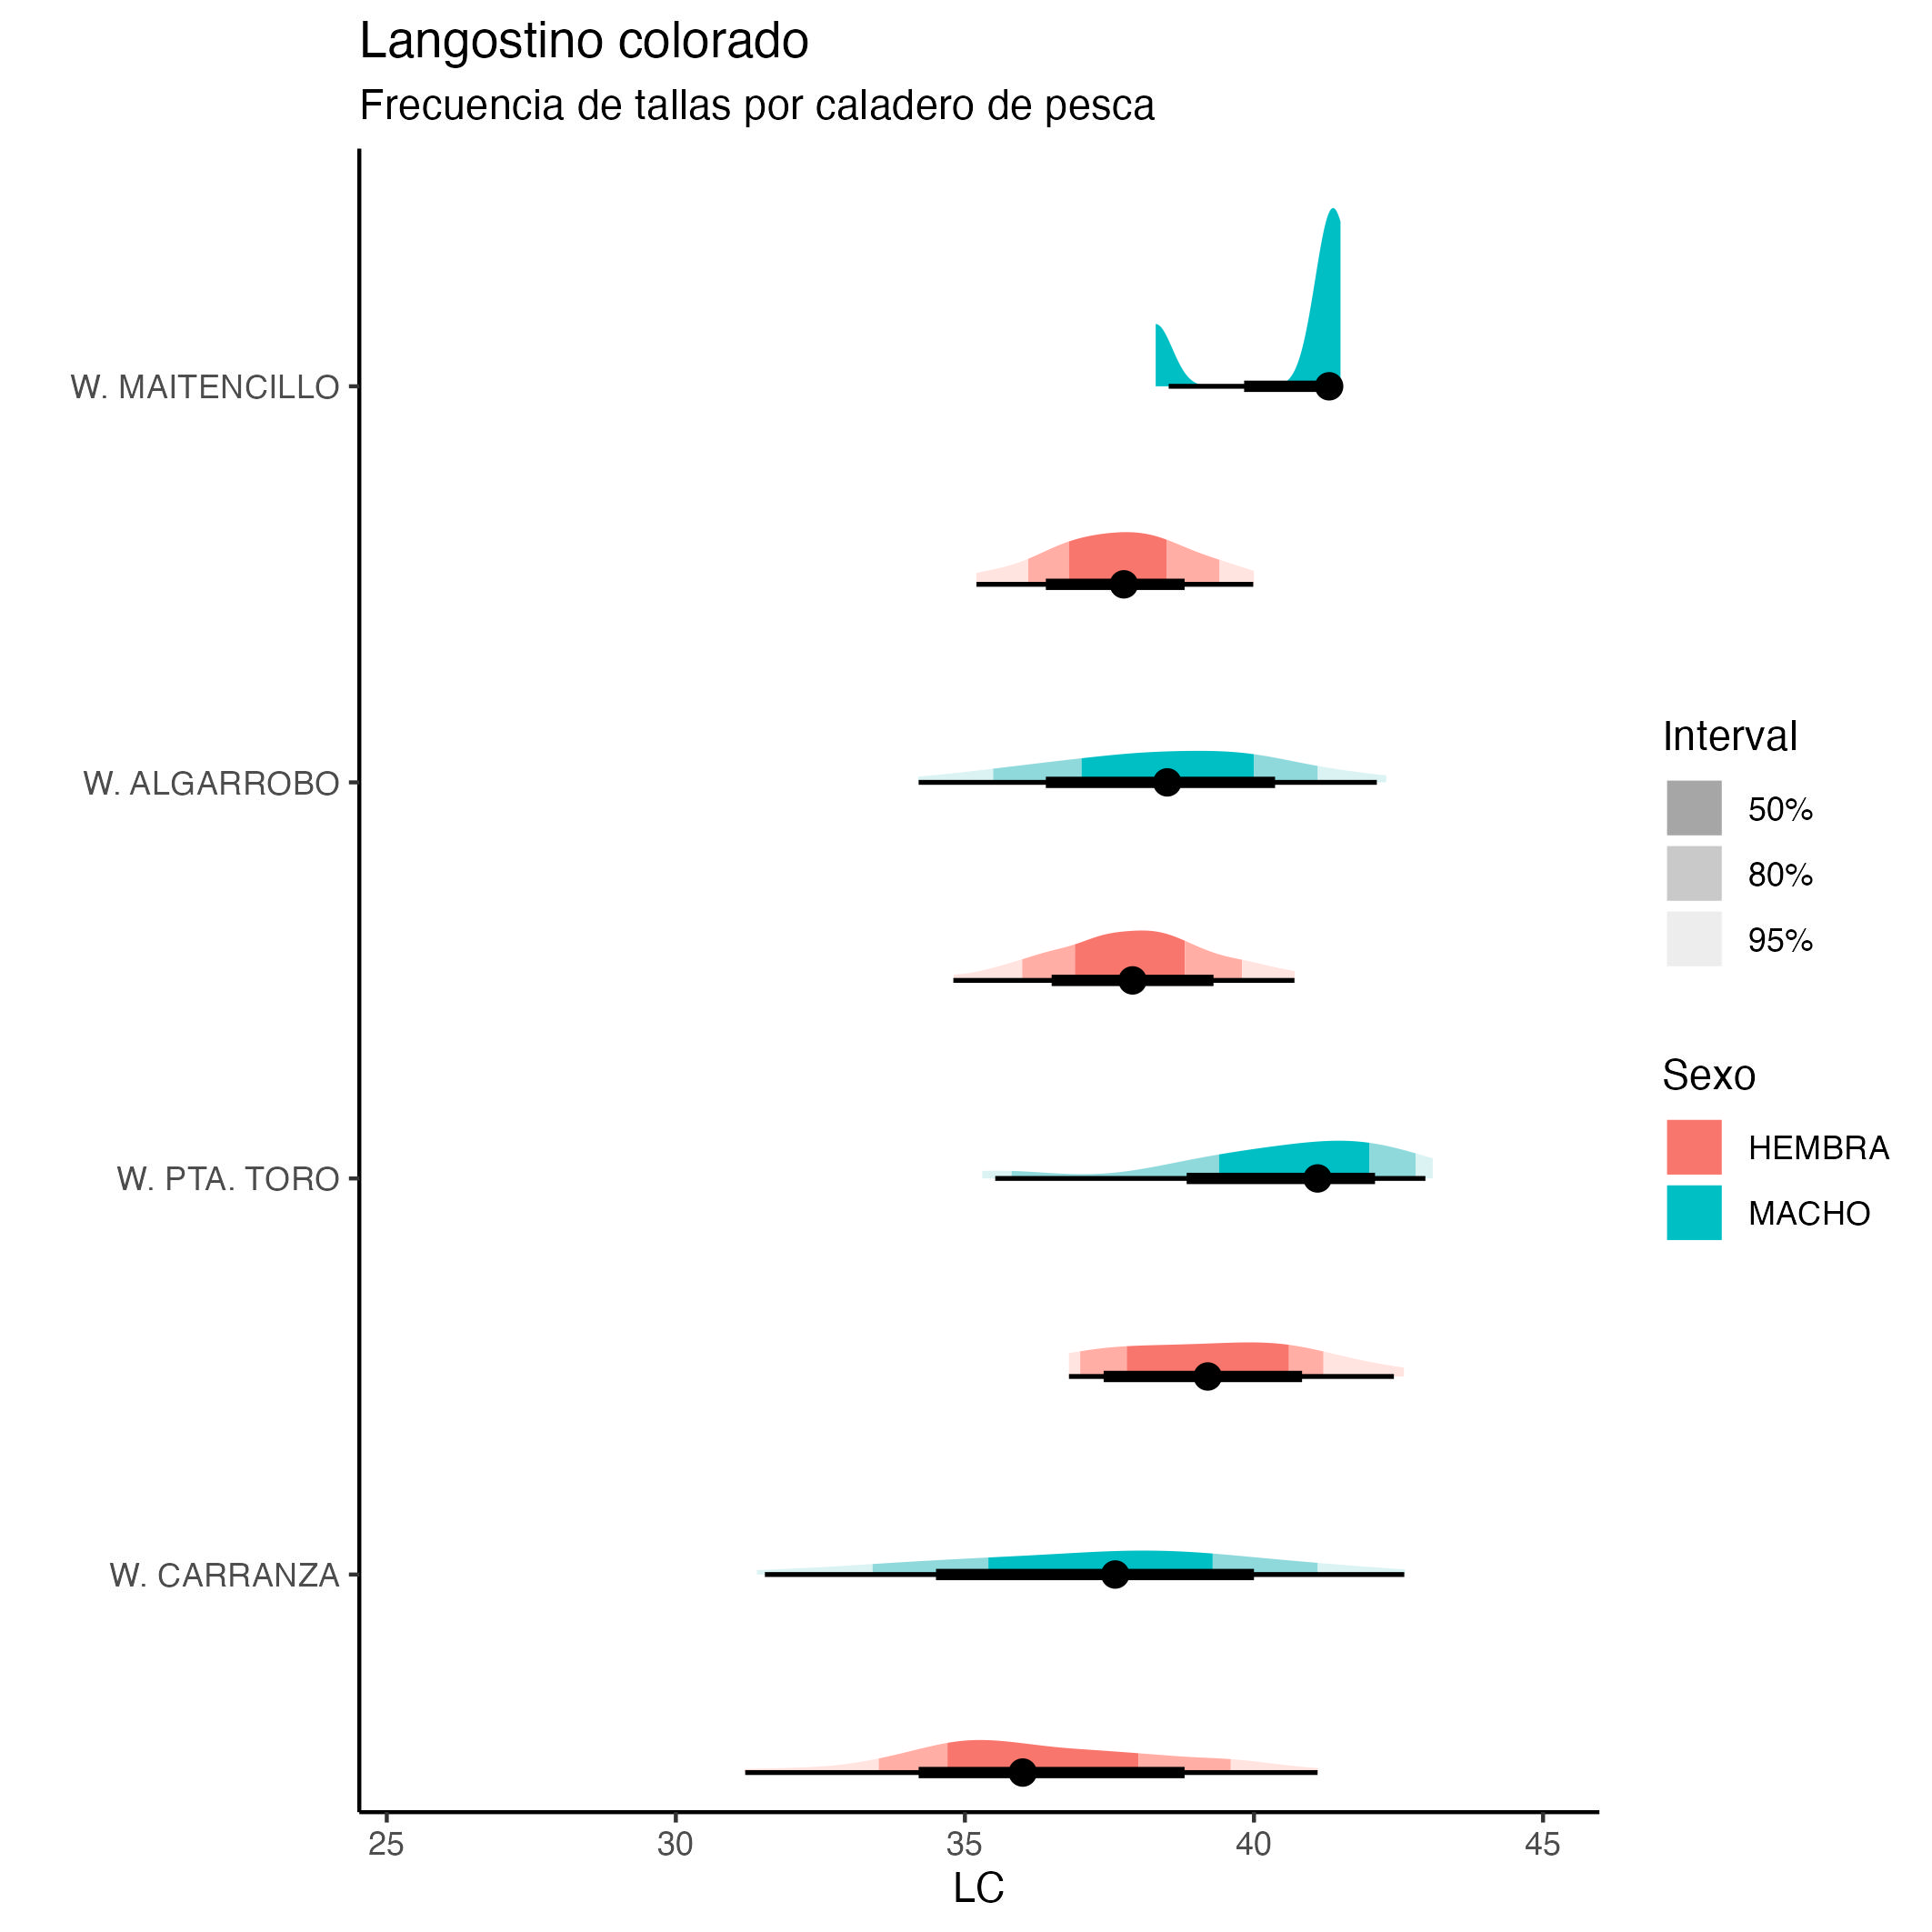 Langostino colorado
Frecuencia de tallas por caladero de pesca
W. MAITENCILLO
W. ALGARROBO
W. PTA. TORO
W. CARRANZA
25 30 35 40 45
LC
Interval
50%
80%
95%
Sexo
HEMBRA
MACHO